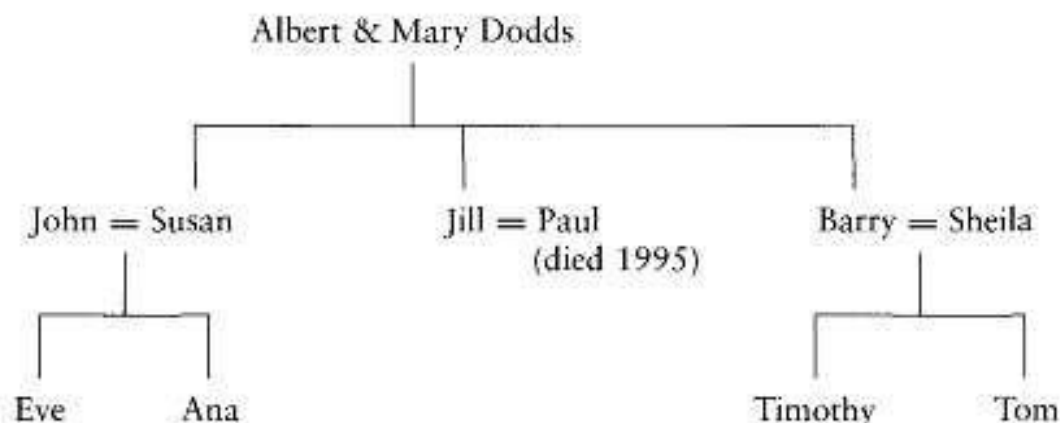 Albert & Mary Dodds
John = Susan
Jill = Paul
(died 1995)
Barry = Sheila
Eve
Ana
Timothy
Tom